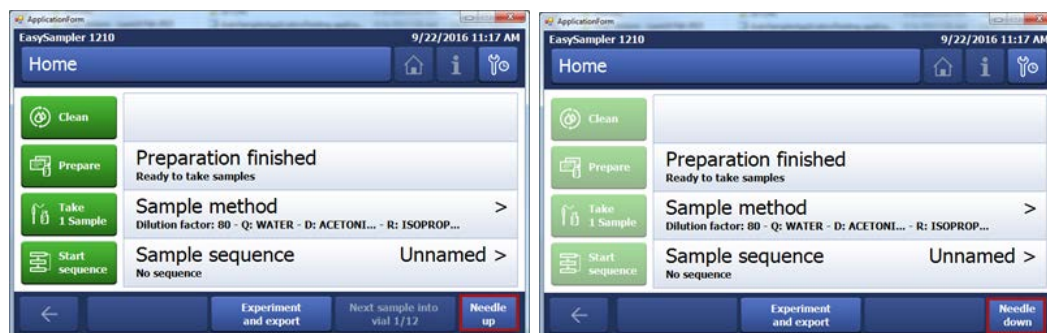 ApplicationForm
EasySampler 1210 9/22/2016 11:17 AM
Home
Clean
Prepare
Preparation finished
Ready to take samples
Take
1 Sample
Sample method >
Dilution factor: 80 - Q: WATER - D: ACETONI... - R: ISOPROP...
Start
sequence
Sample sequence Unnamed >
No sequence
Experiment
and export
Next sample into
vial 1/12
Needle
up
ApplicationForm
EasySampler 1210 9/22/2016 11:17 AM
Home
Clean
Prepare
Preparation finished
Ready to take samples
Take
1 Sample
Sample method >
Dilution factor: 80 - Q: WATER - D: ACETONI... - R: ISOPROP...
Start
sequence
Sample sequence Unnamed >
No sequence
Experiment
and export
Needle
down